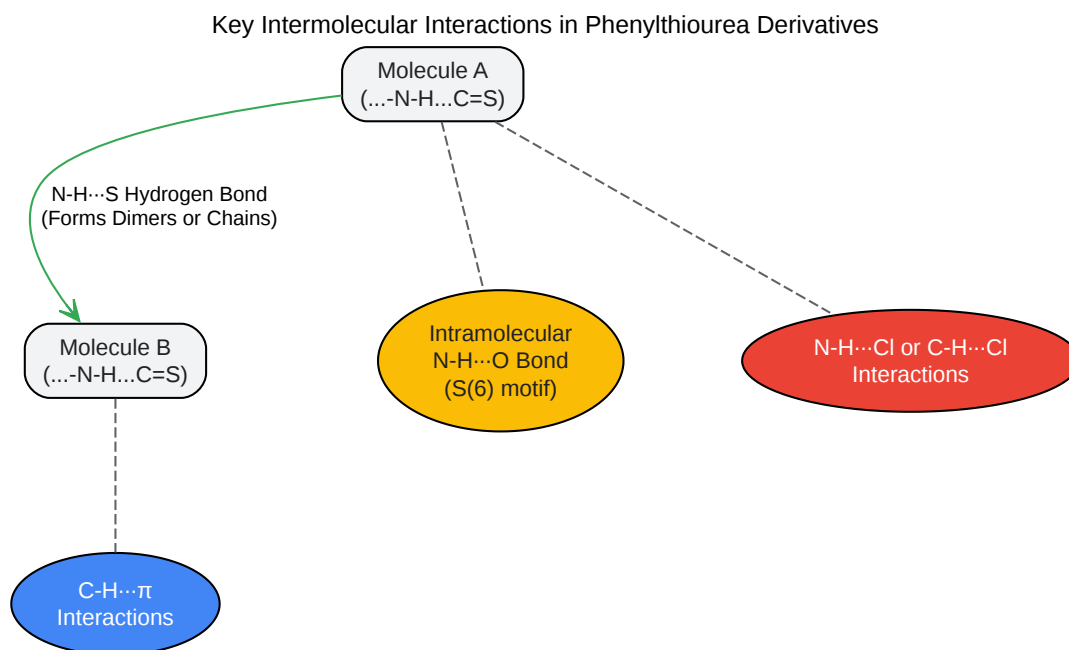 Key Intermolecular Interactions in Phenylthiourea Derivatives
Molecule A
(...-N-H...C=S)
N-H···S Hydrogen Bond
(Forms Dimers or Chains)
Molecule B
(...-N-H...C=S)
Intramolecular
N-H···O Bond
(S(6) motif)
N-H···Cl or C-H···Cl
Interactions
C-H···π
Interactions